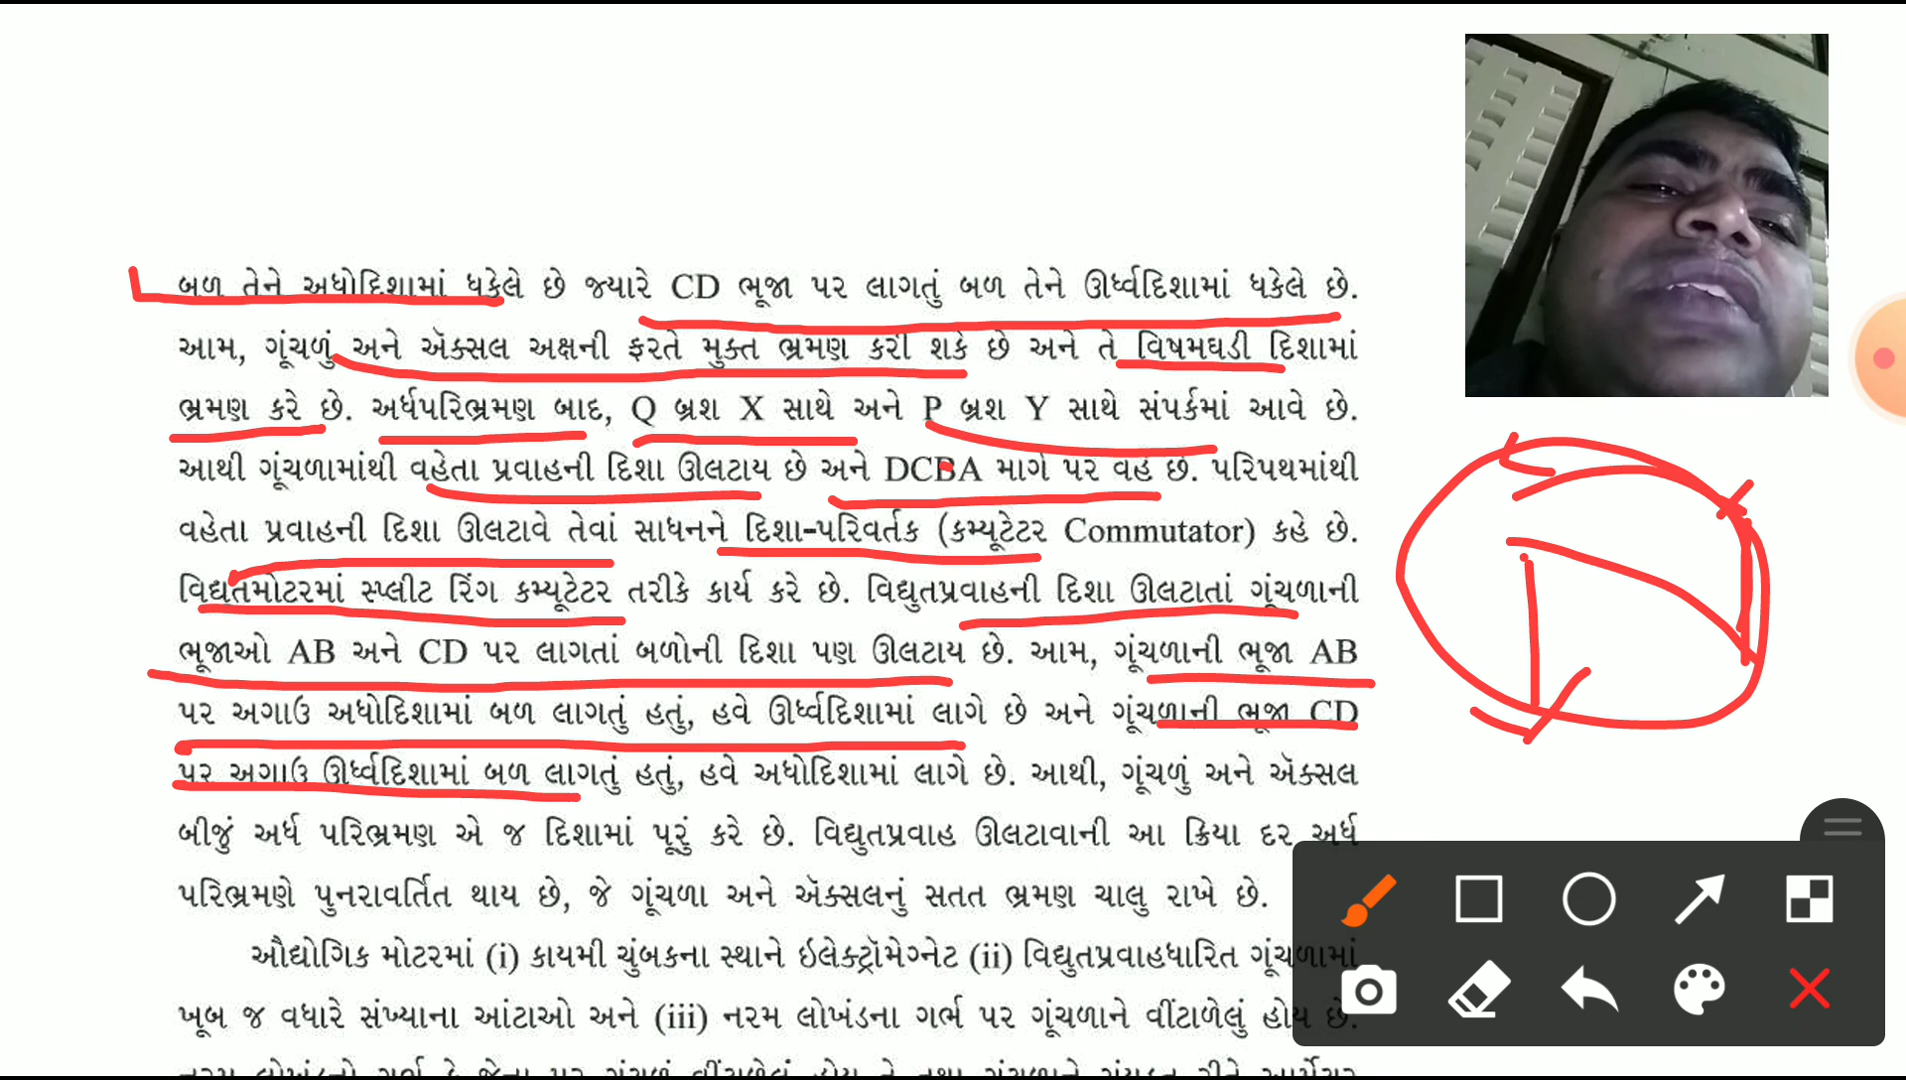 બળ તેને અધોદિશામાં ધકેલે છે જ્યારે CD ભૂજા પર લાગતું બળ તેને ઊર્ધ્વદિશામાં ધકેલે છે.
આમ, ગૂંચળું અને ઍક્સલ અક્ષની ફરતે મુક્ત ભ્રમણ કરી શકે છે અને તે વિષમઘડી દિશામાં
ભ્રમણ કરે છે. અર્ધપરિભ્રમણ બાદ, Q બ્રશ X સાથે અને P બ્રશ Y સાથે સંપર્કમાં આવે છે.
આથી ગૂંચળામાંથી વહેતા પ્રવાહની દિશા ઊલટાય છે અને DCBA માર્ગ પર વહે છે. પરિપથમાંથી
વહેતા પ્રવાહની દિશા ઊલટાવે તેવાં સાધનને દિશા-પરિવર્તક (કમ્યૂટેટર Commutator) કહે છે.
વિદ્યુતમોટરમાં સ્પ્લીટ રિંગ કમ્યૂટેટર તરીકે કાર્ય કરે છે. વિદ્યુતપ્રવાહની દિશા ઊલટાતાં ગૂંચળાની
ભૂજાઓ AB અને CD પર લાગતાં બળોની દિશા પણ ઊલટાય છે. આમ, ગૂંચળાની ભૂજા AB
પર અગાઉ અધોદિશામાં બળ લાગતું હતું, હવે ઊર્ધ્વદિશામાં લાગે છે અને ગૂંચળાની ભૂજા CD
પર અગાઉ ઊર્ધ્વદિશામાં બળ લાગતું હતું, હવે અધોદિશામાં લાગે છે. આથી, ગૂંચળું અને ઍક્સલ
બીજું અર્ધ પરિભ્રમણ એ જ દિશામાં પૂરું કરે છે. વિદ્યુતપ્રવાહ ઊલટાવાની આ ક્રિયા દર અર્ધ
પરિભ્રમણે પુનરાવર્તિત થાય છે, જે ગૂંચળા અને ઍક્સલનું સતત ભ્રમણ ચાલુ રાખે છે.
ઔદ્યોગિક મોટરમાં (i) કાયમી ચુંબકના સ્થાને ઇલેક્ટ્રૉમેગ્નેટ (ii) વિદ્યુતપ્રવાહધારિત ગૂંચળામાં
ખૂબ જ વધારે સંખ્યાના આંટાઓ અને (iii) નરમ લોખંડના ગર્ભ પર ગૂંચળાને વીંટાળેલું હોય છે.